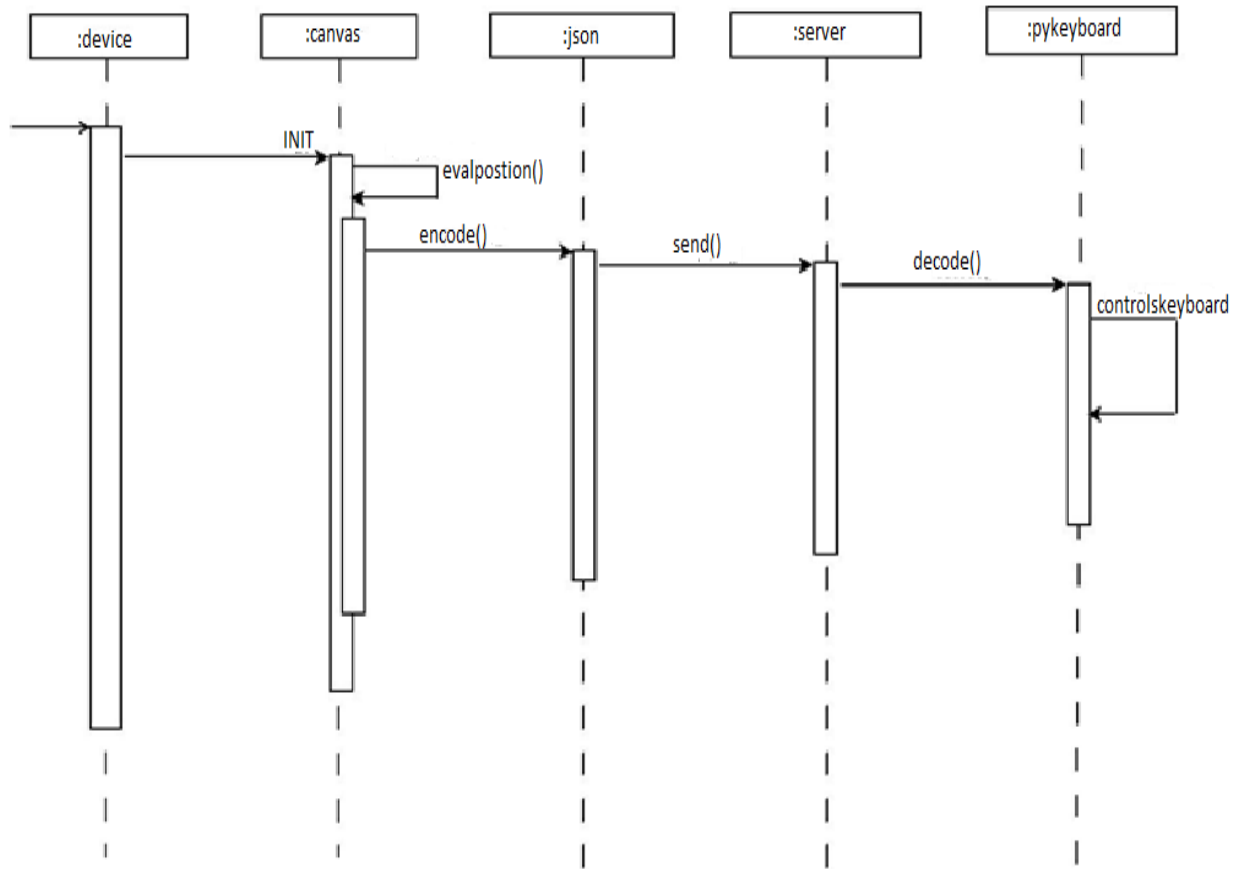 :device
:canvas
:json
:server
:pykeyboard
INIT
evalpostion()
encode()
send()
decode()
controlskeyboard